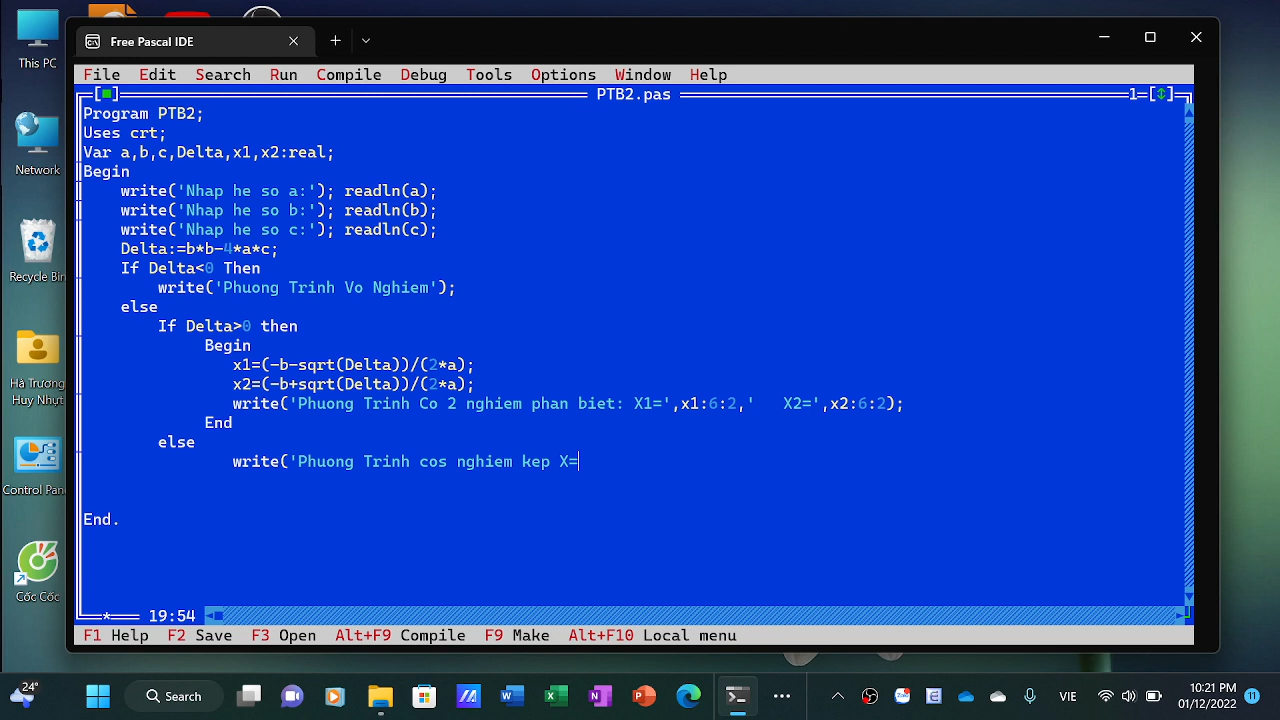 This PC
Network
Recycle Bin
Hà Trương
Huy Nhựt
Control Pan
Cốc Cốc
Free Pascal IDE
File Edit Search Run Compile Debug Tools Options Window Help
PTB2.pas 1
Program PTB2;
Uses crt;
Var a,b,c,Delta,x1,x2:real;
Begin
write('Nhap he so a:'); readln(a);
write('Nhap he so b:'); readln(b);
write('Nhap he so c:'); readln(c);
Delta:=b*b-4*a*c;
If Delta<0 Then
write('Phuong Trinh Vo Nghiem');
else
If Delta>0 then
Begin
x1=(-b-sqrt(Delta))/(2*a);
x2=(-b+sqrt(Delta))/(2*a);
write('Phuong Trinh Co 2 nghiem phan biet: X1=',x1:6:2,'   X2=',x2:6:2);
End
else
write('Phuong Trinh cos nghiem kep X=
End.
19:54
F1 Help F2 Save F3 Open Alt+F9 Compile F9 Make Alt+F10 Local menu
24°
Search
VIE
10:21 PM
01/12/2022
11